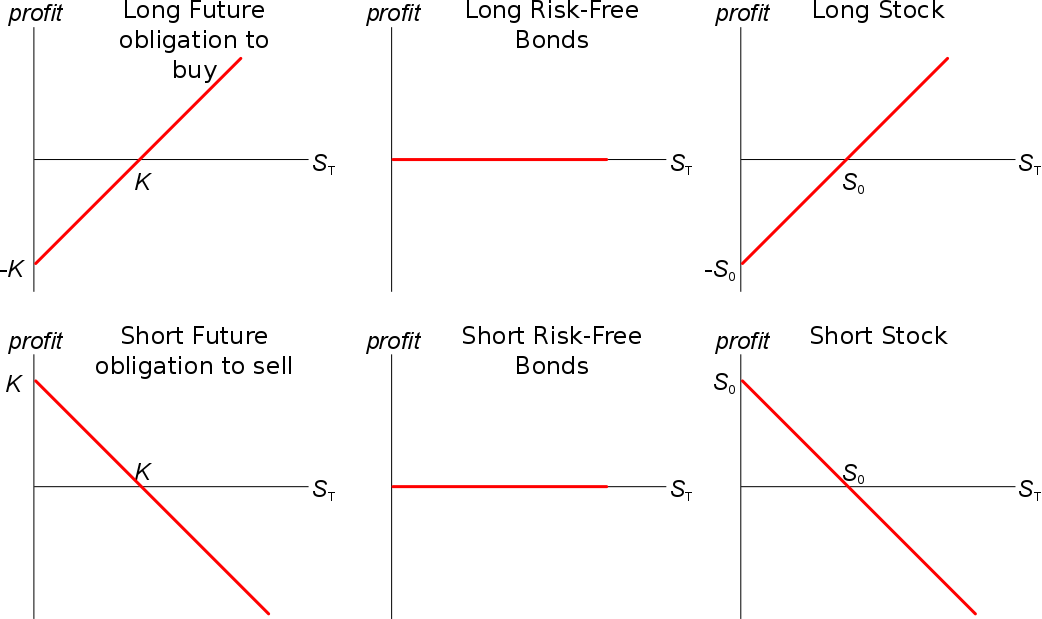 profit
Long Future
obligation to
buy
S_T
K
-K
profit
Long Risk-Free
Bonds
S_T
profit
Long Stock
S_T
S_0
-S_0
profit
Short Future
obligation to sell
K
K
S_T
profit
Short Risk-Free
Bonds
S_T
profit
Short Stock
S_0
S_0
S_T